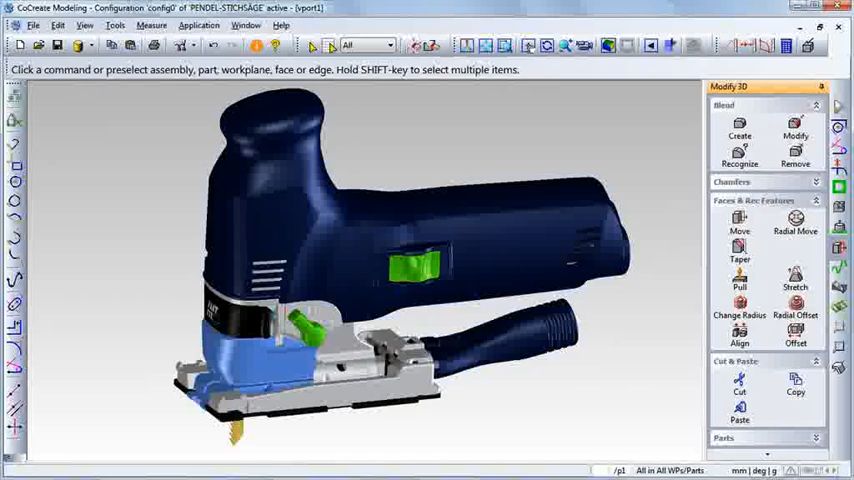 CoCreate Modeling - Configuration 'config0' of 'PENDEL-STICHSÄGE' active - [vport1]
File Edit View Tools Measure Application Window Help
All
Click a command or preselect assembly, part, workplane, face or edge. Hold SHIFT-key to select multiple items.
Modify 3D
Blend
Create Modify
Recognize Remove
Chamfers
Faces & Rec Features
Move Radial Move
Taper
Pull Stretch
Change Radius Radial Offset
Align Offset
Cut & Paste
Cut Copy
Paste
Parts
/p1 All in All WPs/Parts mm | deg | g